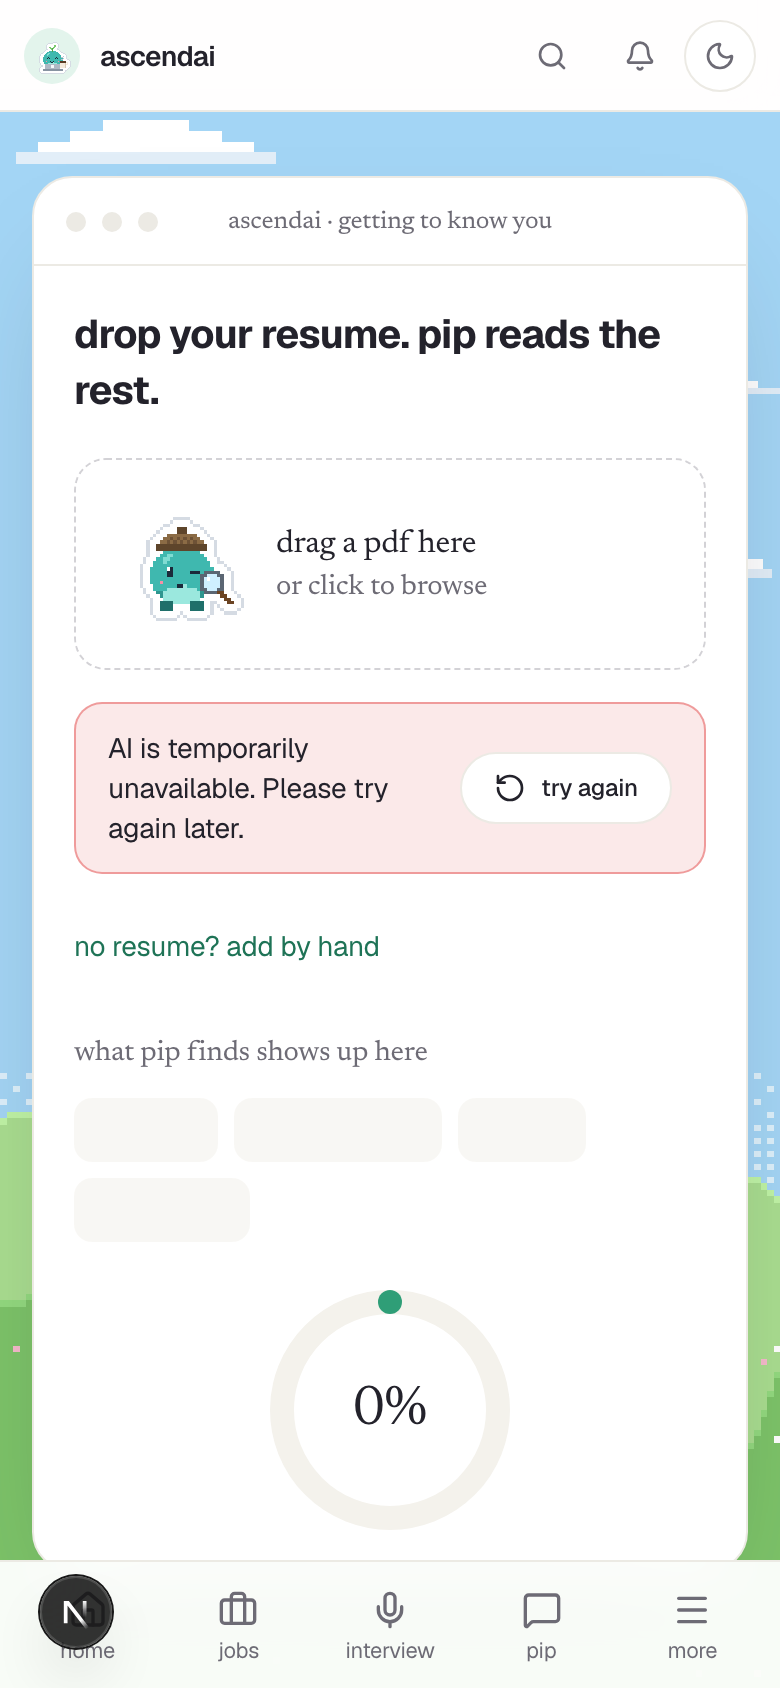 ascendai
ascendai · getting to know you
drop your resume. pip reads the
rest.
drag a pdf here
or click to browse
AI is temporarily
unavailable. Please try
again later.
try again
no resume? add by hand
what pip finds shows up here
0%
N
home
jobs
interview
pip
more